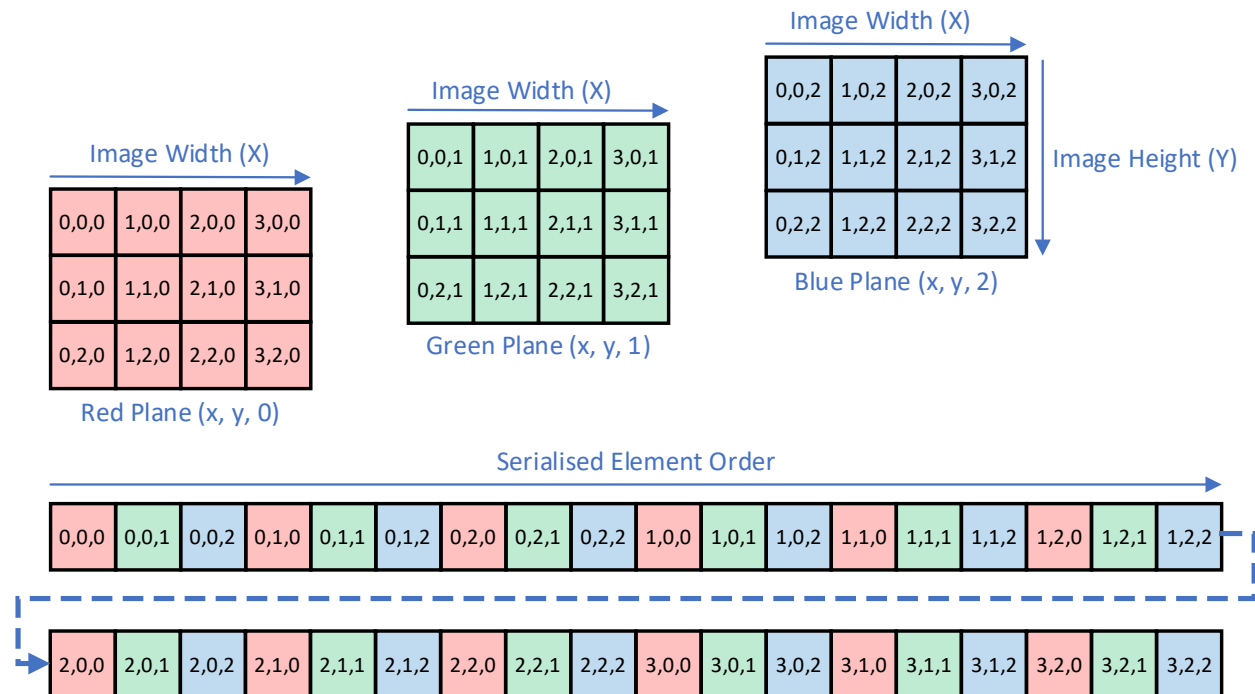 Image Width (X)
0,0,0 1,0,0 2,0,0 3,0,0
0,1,0 1,1,0 2,1,0 3,1,0
0,2,0 1,2,0 2,2,0 3,2,0
Red Plane (x, y, 0)
Image Width (X)
0,0,1 1,0,1 2,0,1 3,0,1
0,1,1 1,1,1 2,1,1 3,1,1
0,2,1 1,2,1 2,2,1 3,2,1
Green Plane (x, y, 1)
Image Width (X)
0,0,2 1,0,2 2,0,2 3,0,2
0,1,2 1,1,2 2,1,2 3,1,2
0,2,2 1,2,2 2,2,2 3,2,2
Image Height (Y)
Blue Plane (x, y, 2)
Serialised Element Order
0,0,0 0,0,1 0,0,2 0,1,0 0,1,1 0,1,2 0,2,0 0,2,1 0,2,2 1,0,0 1,0,1 1,0,2 1,1,0 1,1,1 1,1,2 1,2,0 1,2,1 1,2,2
2,0,0 2,0,1 2,0,2 2,1,0 2,1,1 2,1,2 2,2,0 2,2,1 2,2,2 3,0,0 3,0,1 3,0,2 3,1,0 3,1,1 3,1,2 3,2,0 3,2,1 3,2,2